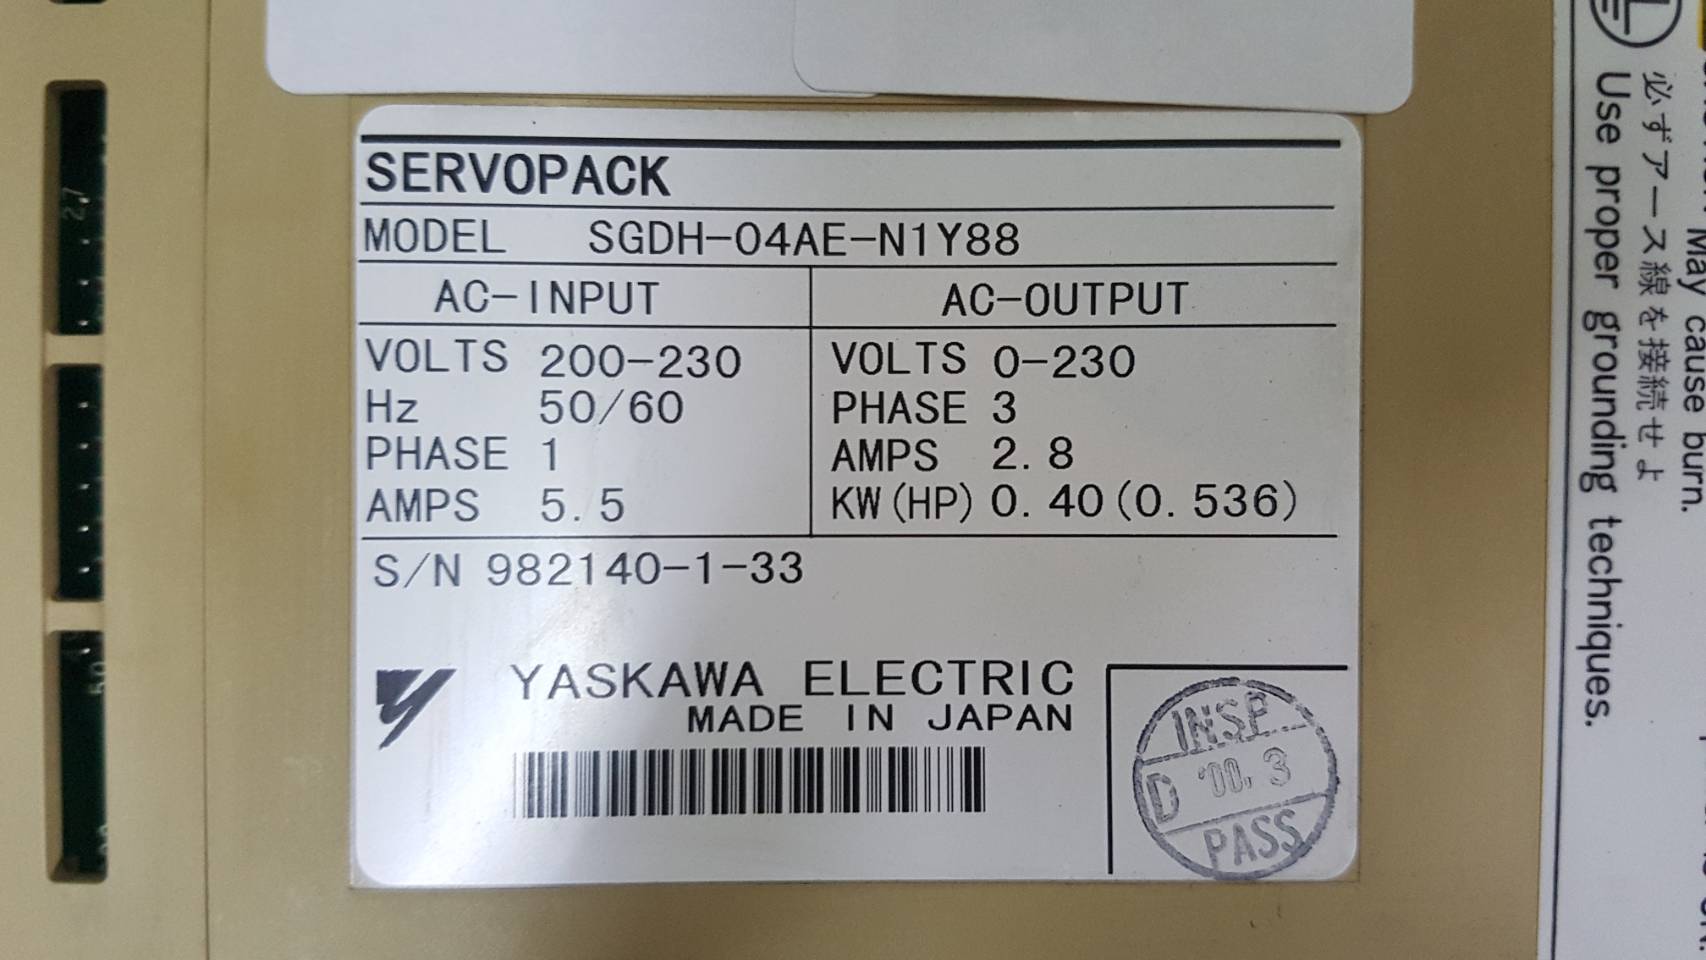 SERVOPACK
MODEL SGDH-04AE-N1Y88
AC-INPUT AC-OUTPUT
VOLTS 200-230 VOLTS 0-230
Hz 50/60 PHASE 3
PHASE 1 AMPS 2.8
AMPS 5.5 KW(HP) 0.40(0.536)
S/N 982140-1-33
YASKAWA ELECTRIC
MADE IN JAPAN
INSP
D '00.3
PASS
May cause burn.
必ずアース線を接続せよ
Use proper grounding techniques.
27